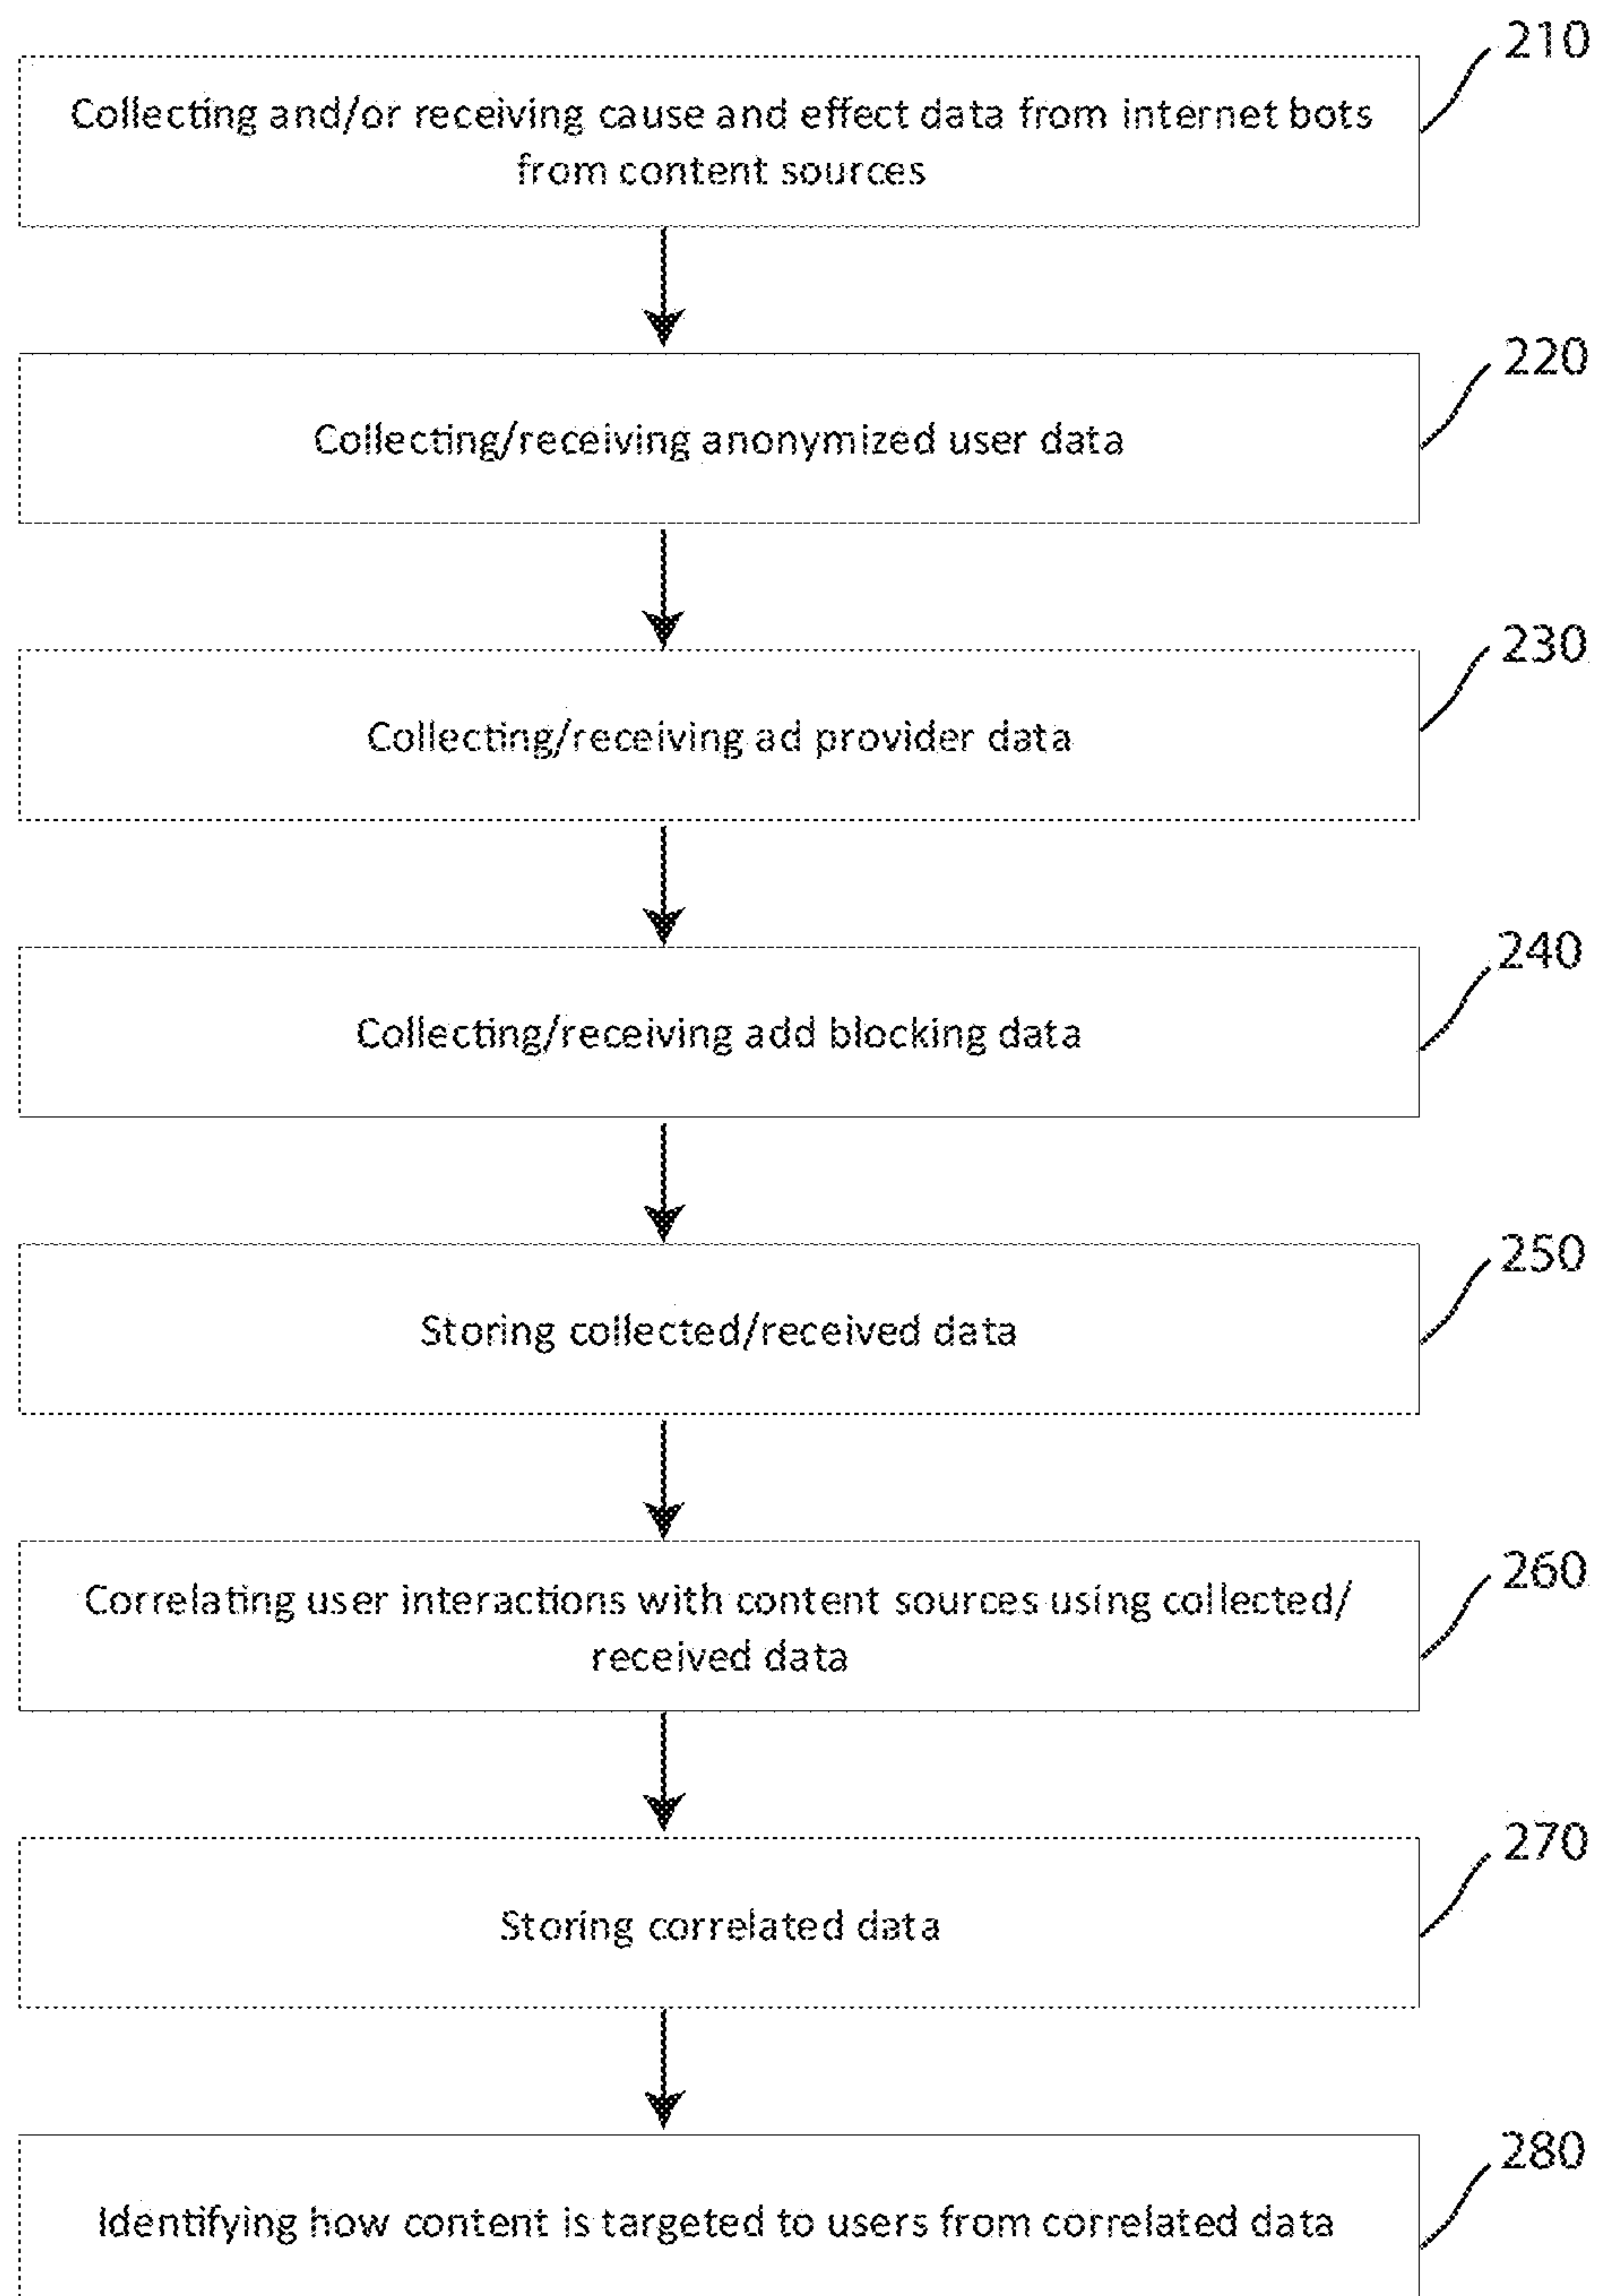 210
Collecting and/or receiving cause and effect data from internet bots
from content sources
220
Collecting/receiving anonymized user data
230
Collecting/receiving ad provider data
240
Collecting/receiving add blocking data
250
Storing collected/received data
260
Correlating user interactions with content sources using collected/
received data
270
Storing correlated data
280
Identifying how content is targeted to users from correlated data